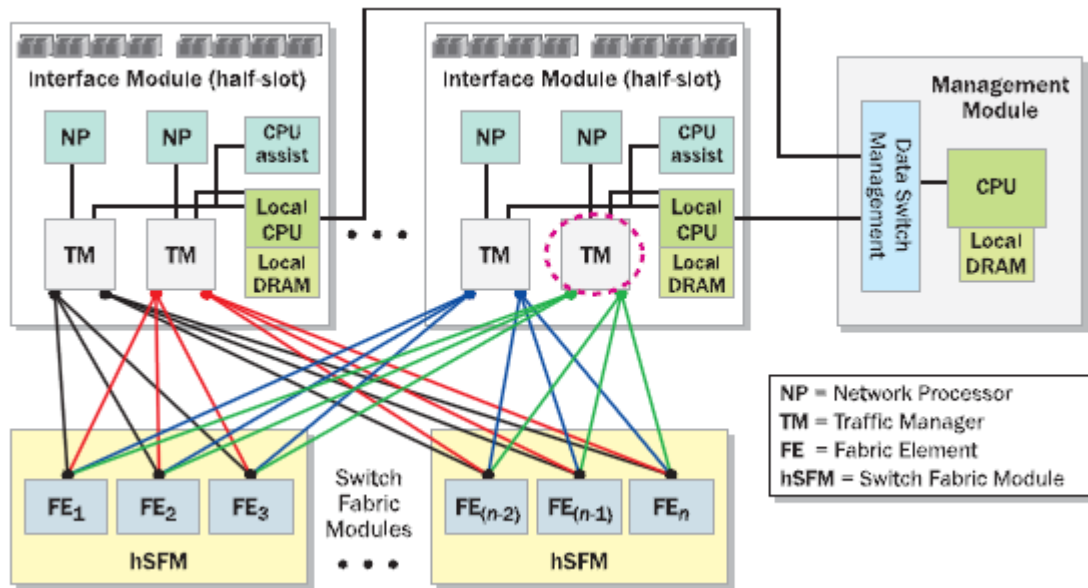 Interface Module (half-slot)
NP
NP
CPU
assist
TM
TM
Local
CPU
Local
DRAM
• • •
Interface Module (half-slot)
NP
NP
CPU
assist
TM
TM
Local
CPU
Local
DRAM
Management
Module
Data Switch
Management
CPU
Local
DRAM
NP = Network Processor
TM = Traffic Manager
FE = Fabric Element
hSFM = Switch Fabric Module
FE1
FE2
FE3
hSFM
Switch
Fabric
Modules
• • •
FE(n-2)
FE(n-1)
FEn
hSFM